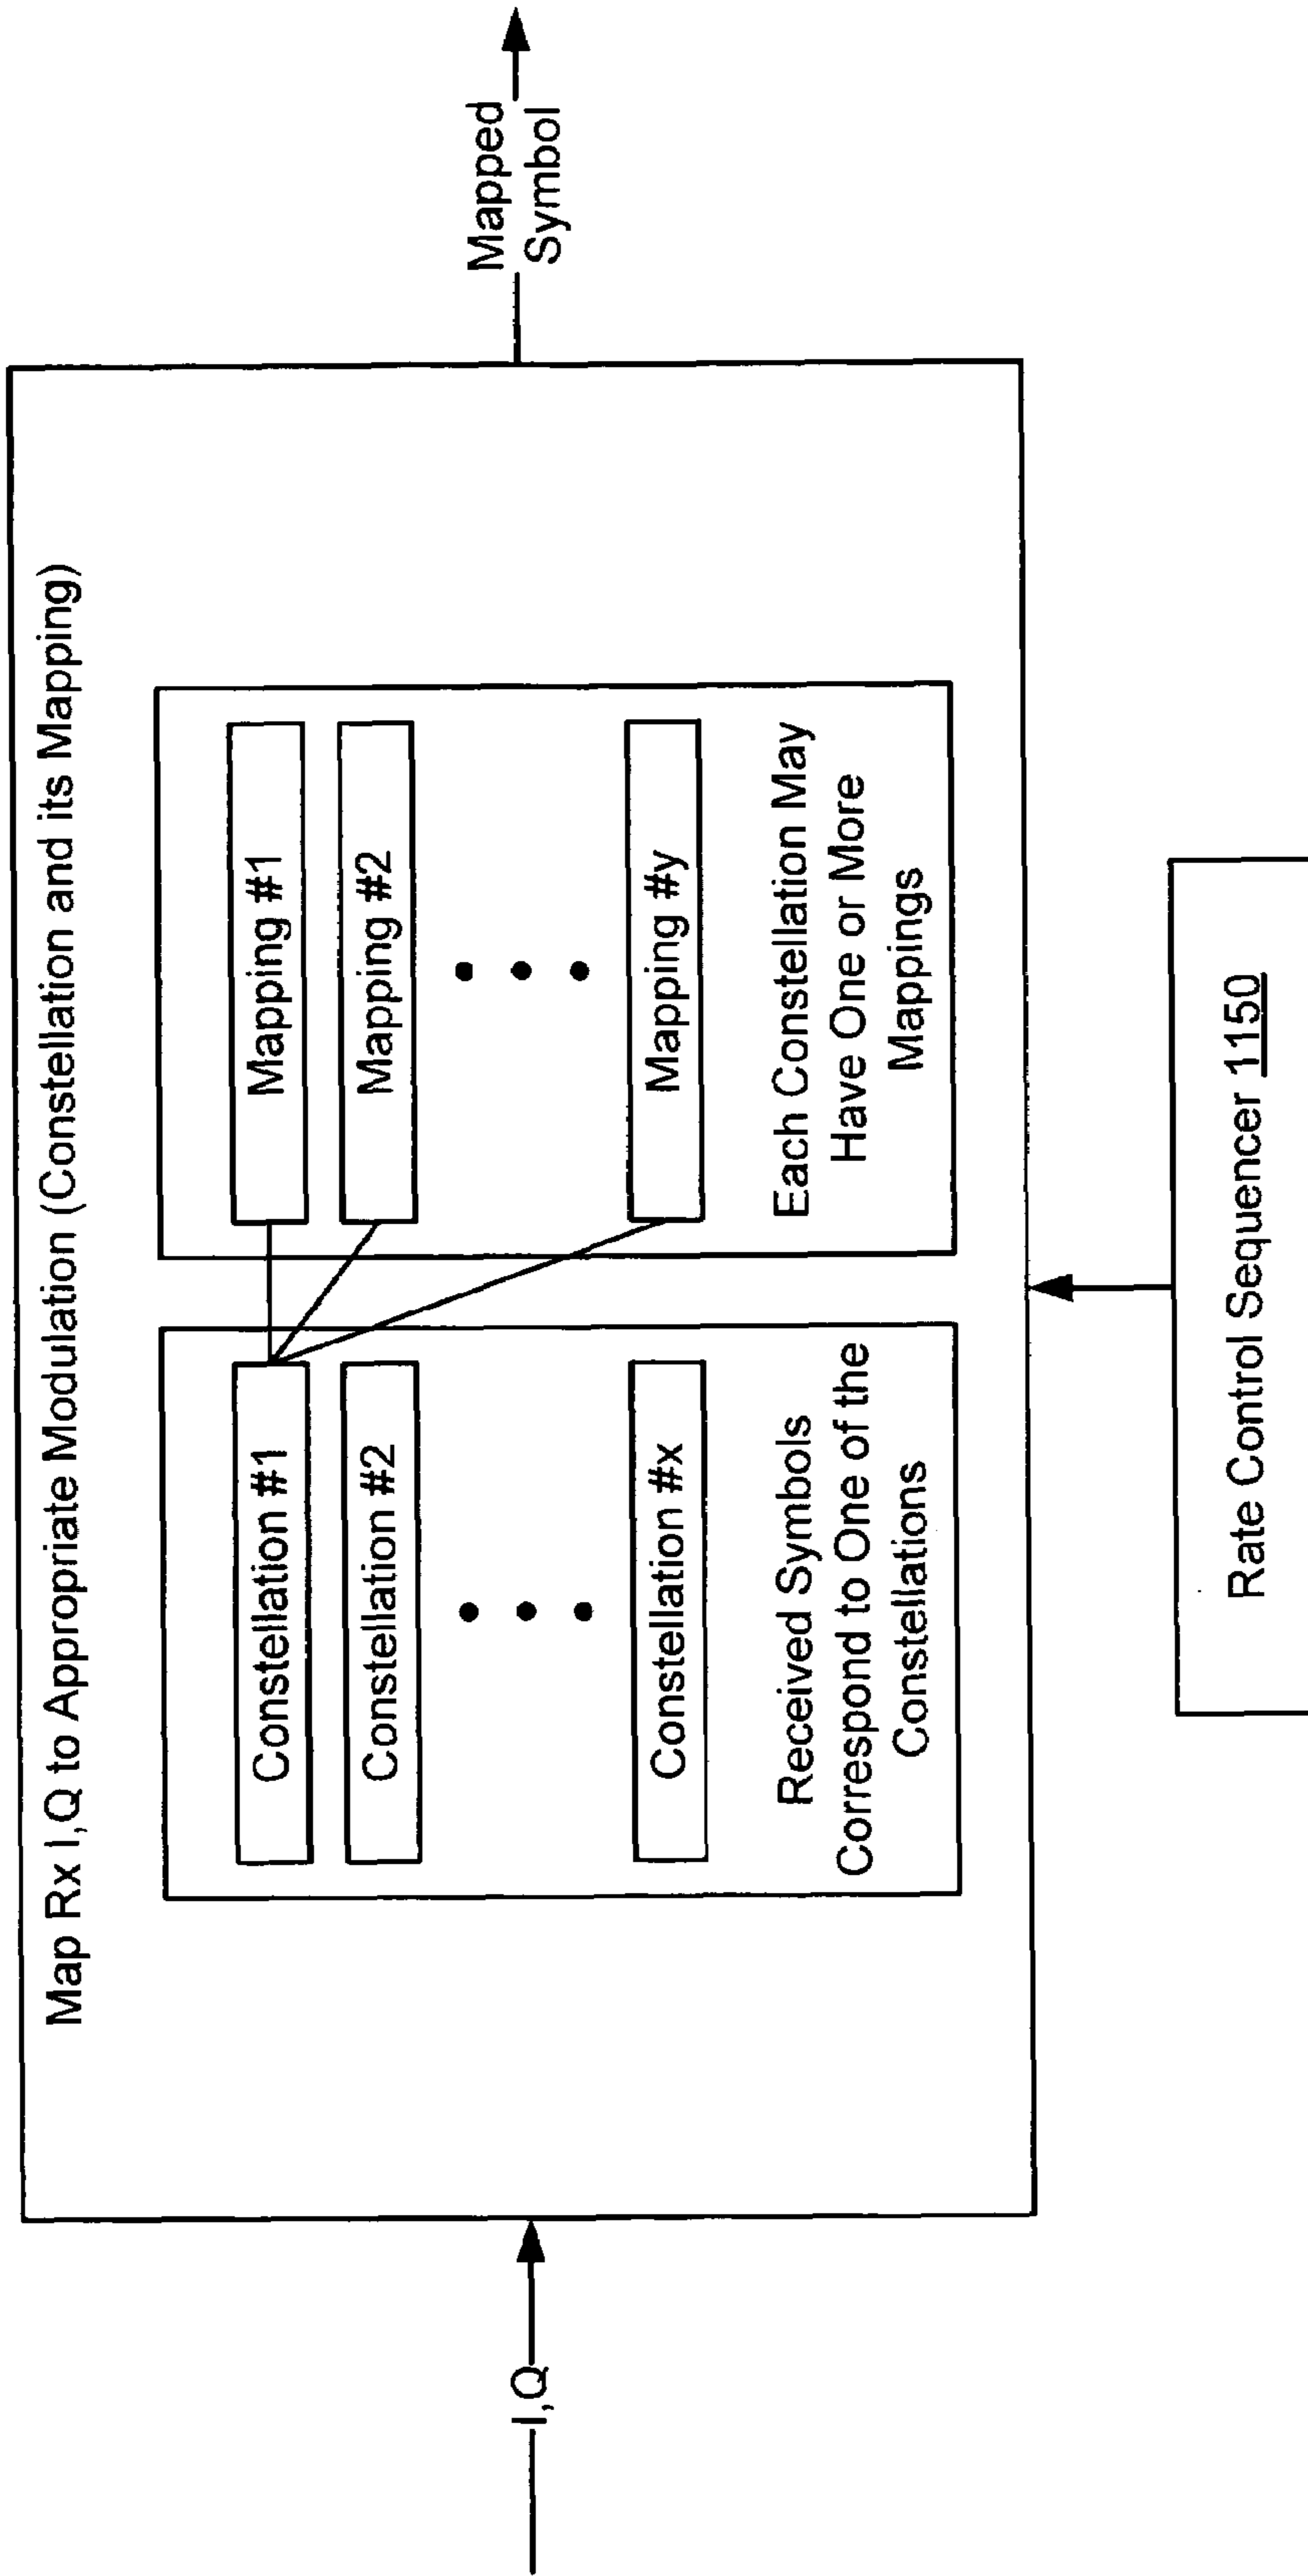 Map Rx I,Q to Appropriate Modulation (Constellation and its Mapping)
I,Q
Constellation #1
Constellation #2
Constellation #x
Received Symbols
Correspond to One of the
Constellations
Mapping #1
Mapping #2
Mapping #y
Each Constellation May
Have One or More
Mappings
Mapped
Symbol
Rate Control Sequencer 1150